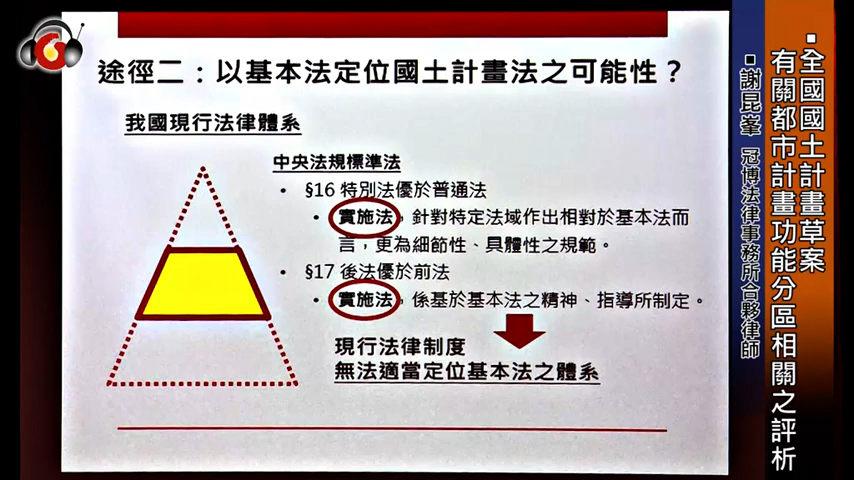 途徑二：以基本法定位國土計畫法之可能性？
我國現行法律體系
中央法規標準法
• §16 特別法優於普通法
• 實施法，針對特定法域作出相對於基本法而
言，更為細節性、具體性之規範。
• §17 後法優於前法
• 實施法，係基於基本法之精神、指導所制定。
現行法律制度
無法適當定位基本法之體系
■全國國土計畫草案
有關都市計畫功能分區相關之評析
■謝昆峯 冠博法律事務所合夥律師